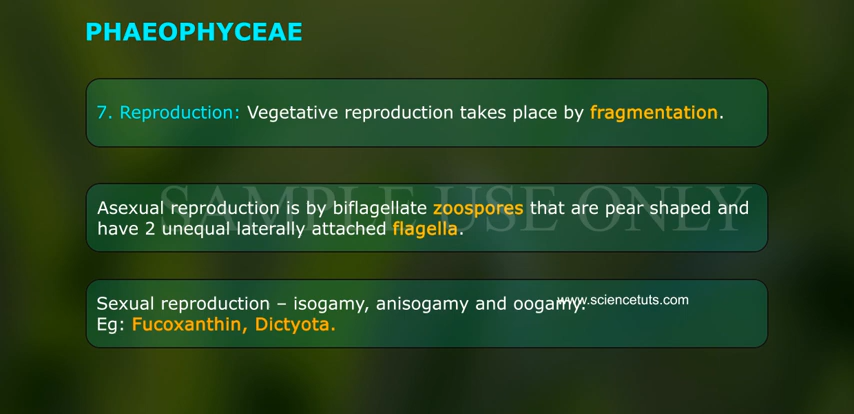 PHAEOPHYCEAE
7. Reproduction: Vegetative reproduction takes place by fragmentation.
SAMPLE USE ONLY
Asexual reproduction is by biflagellate zoospores that are pear shaped and
have 2 unequal laterally attached flagella.
Sexual reproduction – isogamy, anisogamy and oogamy.
www.sciencetuts.com
Eg: Fucoxanthin, Dictyota.